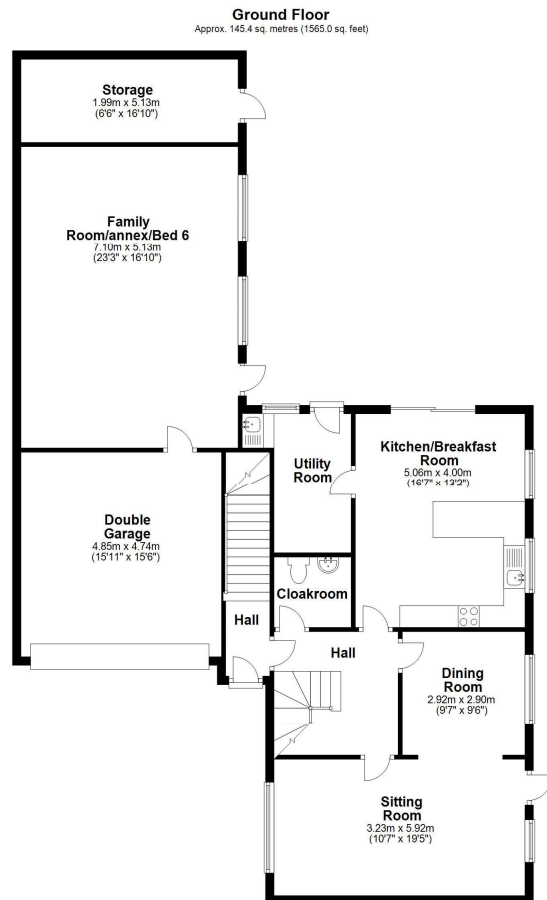 Ground Floor
Approx. 145.4 sq. metres (1565.0 sq. feet)
Storage
1.99m x 5.13m
(6'6" x 16'10")
Family
Room/annex/Bed 6
7.10m x 5.13m
(23'3" x 16'10")
Kitchen/Breakfast
Room
5.06m x 4.00m
(16'7" x 13'2")
Utility
Room
Double
Garage
4.85m x 4.74m
(15'11" x 15'6")
Cloakroom
Hall
Hall
Dining
Room
2.92m x 2.90m
(9'7" x 9'6")
Sitting
Room
3.23m x 5.92m
(10'7" x 19'5")